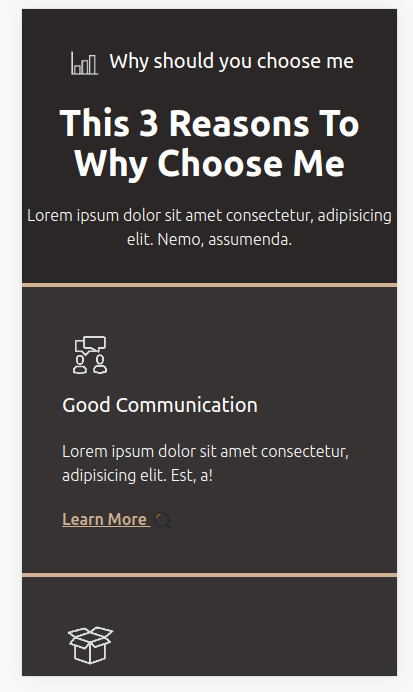 Why should you choose me
This 3 Reasons To
Why Choose Me
Lorem ipsum dolor sit amet consectetur, adipisicing
elit. Nemo, assumenda.
Good Communication
Lorem ipsum dolor sit amet consectetur,
adipisicing elit. Est, a!
Learn More